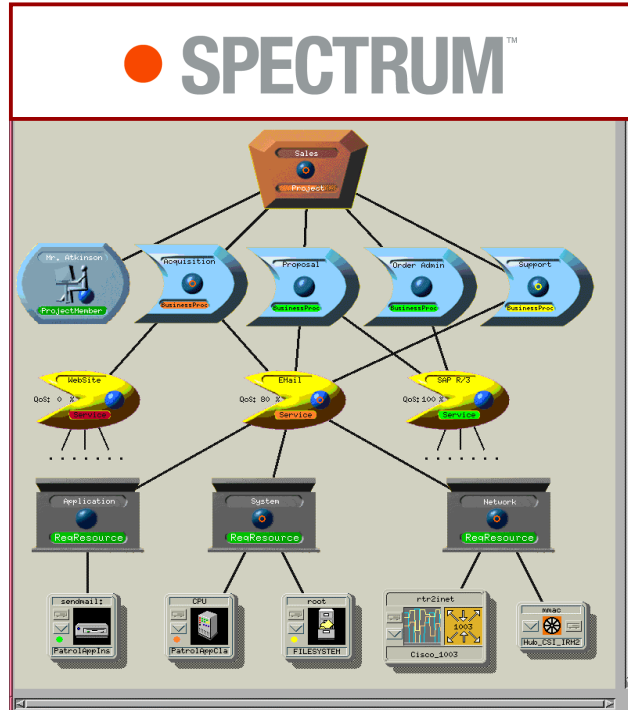 SPECTRUM™
Sales
Project
Mr. Atkinson
ProjectMember
Acquisition
BusinessProc
Proposal
BusinessProc
Order Admin
BusinessProc
Support
BusinessProc
WebSite
QoS: 0 %
Service
EMail
QoS: 80 %
Service
SAP R/3
QoS: 100 %
Service
Application
ReqResource
System
ReqResource
Network
ReqResource
sendmail:
PatrolAppIns
CPU
PatrolAppCla
root
FILESYSTEM
rtr2inet
1003
Cisco_1003
mmac
Hub_CSI_IRM2